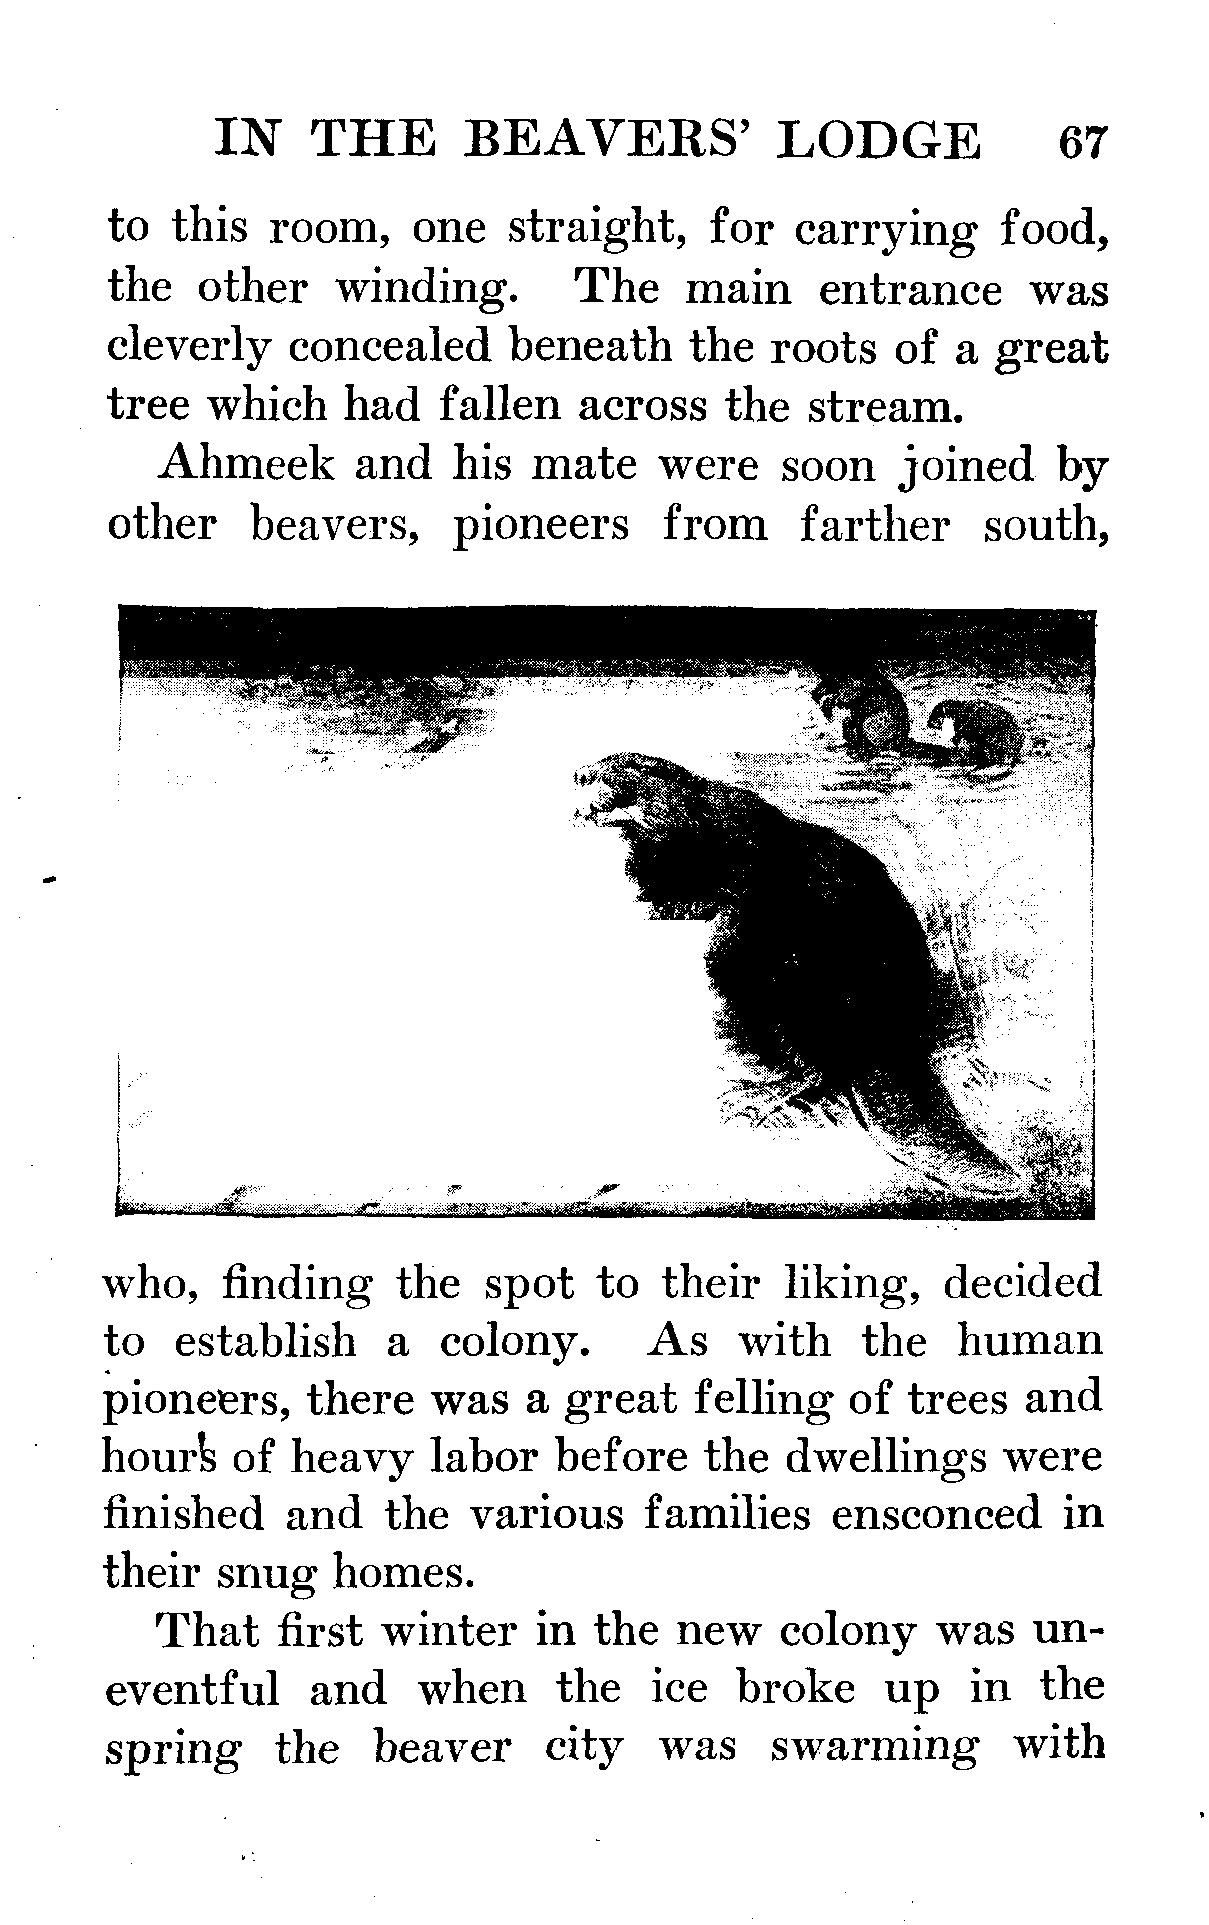 IN THE BEAVERS' LODGE 67
to this room, one straight, for carrying food,
the other winding. The main entrance was
cleverly concealed beneath the roots of a great
tree which had fallen across the stream.
Ahmeek and his mate were soon joined by
other beavers, pioneers from farther south,
who, finding the spot to their liking, decided
to establish a colony. As with the human
pioneers, there was a great felling of trees and
hours of heavy labor before the dwellings were
finished and the various families ensconced in
their snug homes.
That first winter in the new colony was un-
eventful and when the ice broke up in the
spring the beaver city was swarming with